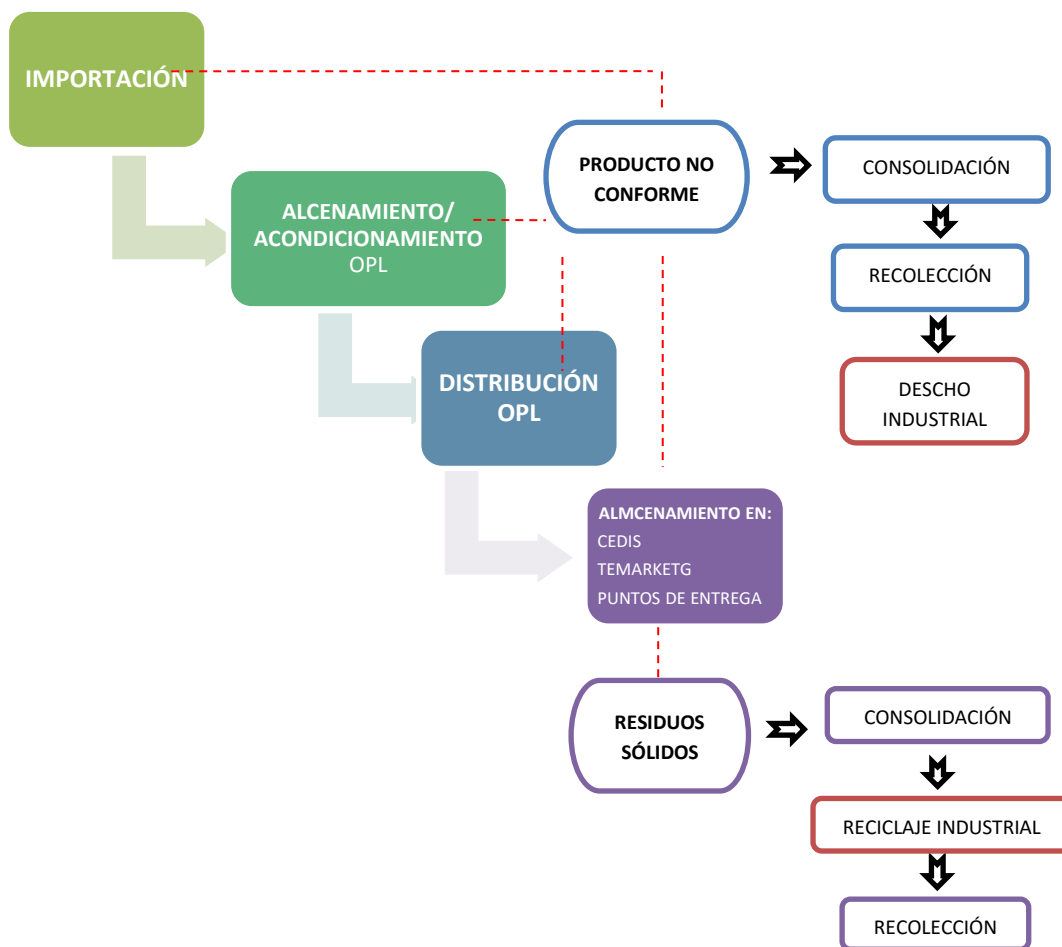 IMPORTACIÓN
PRODUCTO NO
CONFORME
CONSOLIDACIÓN
ALCENAMIENTO/
ACONDICIONAMIENTO
OPL
RECOLECCIÓN
DISTRIBUCIÓN
OPL
DESCHO
INDUSTRIAL
ALMCENAMIENTO EN:
CEDIS
TEMARKETG
PUNTOS DE ENTREGA
RESIDUOS
SÓLIDOS
CONSOLIDACIÓN
RECICLAJE INDUSTRIAL
RECOLECCIÓN